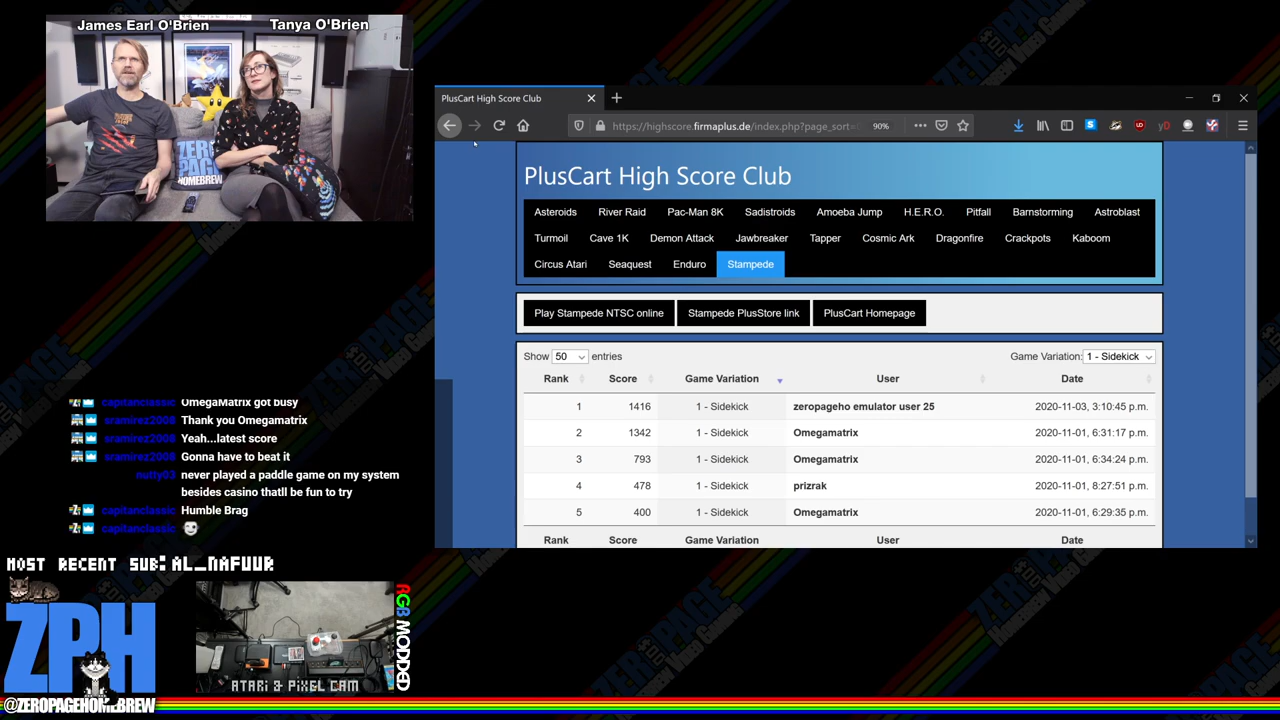 James Earl O'Brien
Tanya O'Brien
ZERO PAGE HOMEBREW
PlusCart High Score Club
https://highscore.firmaplus.de/index.php?page_sort=
90%
PlusCart High Score Club
Asteroids River Raid Pac-Man 8K Sadistroids Amoeba Jump H.E.R.O. Pitfall Barnstorming Astroblast
Turmoil Cave 1K Demon Attack Jawbreaker Tapper Cosmic Ark Dragonfire Crackpots Kaboom
Circus Atari Seaquest Enduro Stampede
Play Stampede NTSC online Stampede PlusStore link PlusCart Homepage
Show 50 entries Game Variation: 1 - Sidekick
Rank Score Game Variation User Date
1 1416 1 - Sidekick zeropageho emulator user 25 2020-11-03, 3:10:45 p.m.
2 1342 1 - Sidekick Omegamatrix 2020-11-01, 6:31:17 p.m.
3 793 1 - Sidekick Omegamatrix 2020-11-01, 6:34:24 p.m.
4 478 1 - Sidekick prizrak 2020-11-01, 8:27:51 p.m.
5 400 1 - Sidekick Omegamatrix 2020-11-01, 6:29:35 p.m.
Rank Score Game Variation User Date
capitanclassic OmegaMatrix got busy
sramirez2008 Thank you Omegamatrix
sramirez2008 Yeah...latest score
sramirez2008 Gonna have to beat it
nutty03 never played a paddle game on my system
besides casino thatll be fun to try
capitanclassic Humble Brag
capitanclassic
MOST RECENT SUB: AL_NAFUUR
ZPH
@ZEROPAGEHOMEBREW
ATARI & PIXEL CAM
RGB MODDED